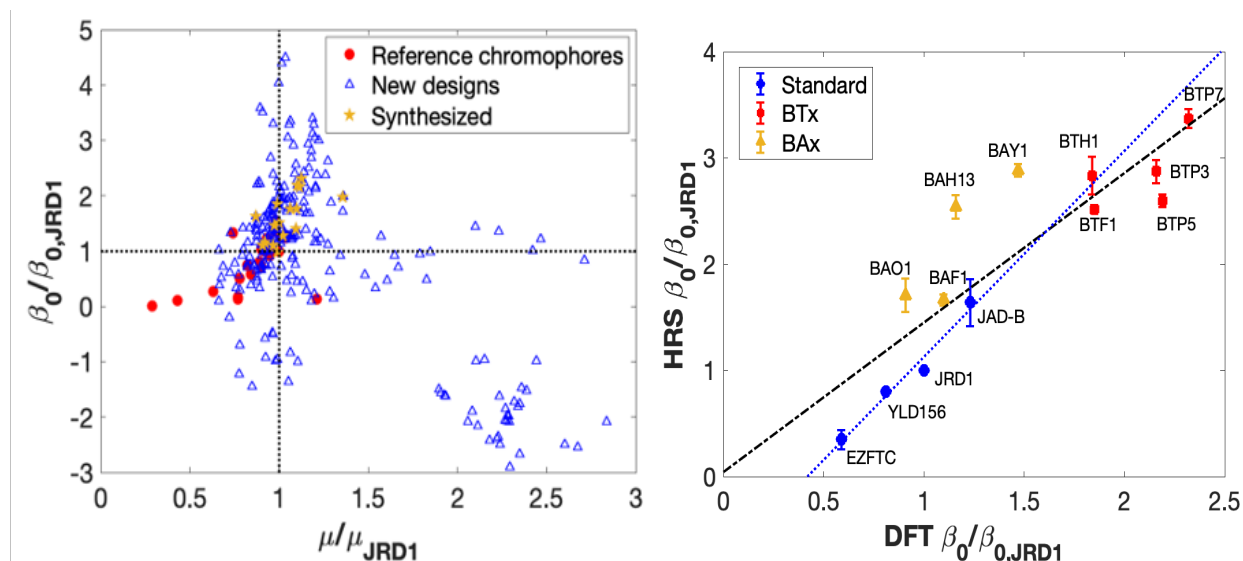 5
4
3
2
1
0
-1
-2
-3
β₀/β₀,JRD1
Reference chromophores
New designs
Synthesized
0
0.5
1
1.5
2
2.5
3
μ/μJRD1
4
3
2
1
0
HRS β₀/β₀,JRD1
Standard
BTx
BAx
BTP7
BAY1
BTH1
BTP3
BAH13
BTF1
BTP5
BAO1
BAF1
JAD-B
JRD1
YLD156
EZFTC
0
0.5
1
1.5
2
2.5
DFT β₀/β₀,JRD1